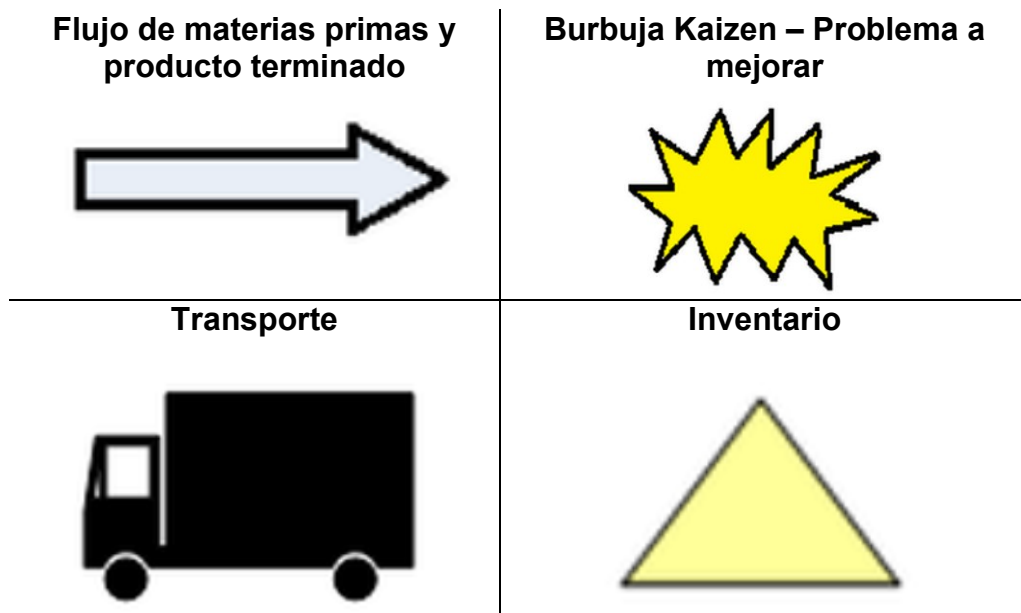 Flujo de materias primas y
producto terminado
Burbuja Kaizen – Problema a
mejorar
Transporte
Inventario